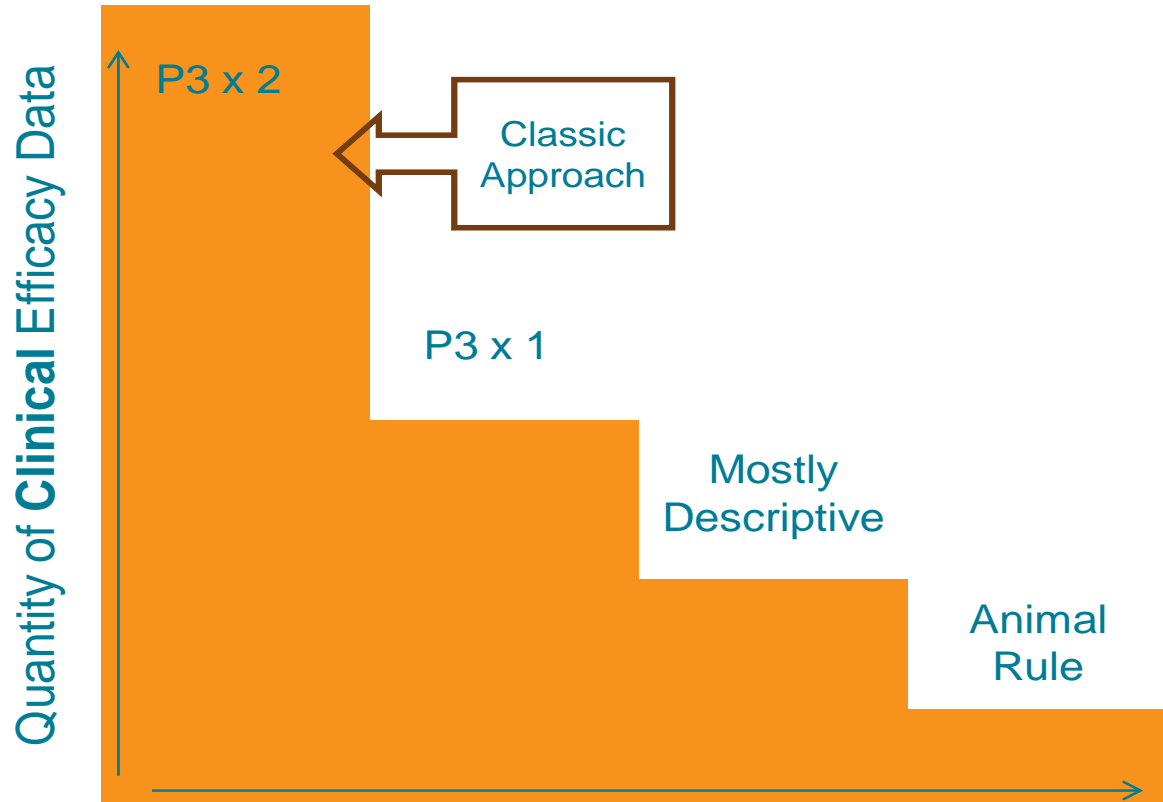 Quantity of Clinical Efficacy Data
P3 x 2
Classic
Approach
P3 x 1
Mostly
Descriptive
Animal
Rule